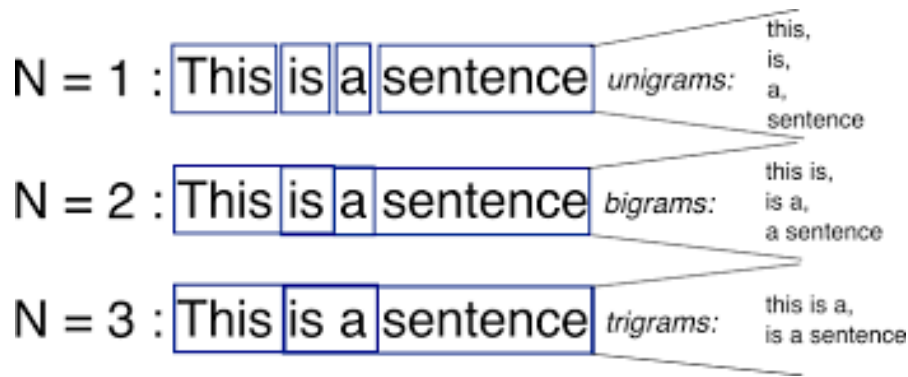 N = 1 : This is a sentence
unigrams:
this,
is,
a,
sentence
N = 2 : This is a sentence
bigrams:
this is,
is a,
a sentence
N = 3 : This is a sentence
trigrams:
this is a,
is a sentence